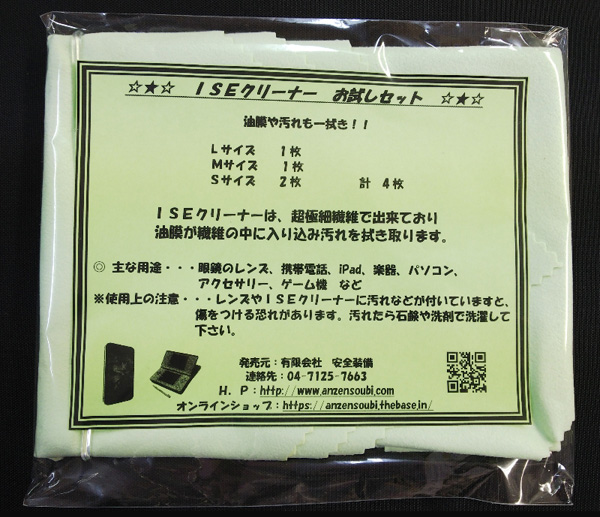 ☆★☆ ISEクリーナー お試しセット ☆★☆
油膜や汚れも一拭き！！
Lサイズ 1枚
Mサイズ 1枚
Sサイズ 2枚 計 4枚
ISEクリーナーは、超極細繊維で出来ており
油膜が繊維の中に入り込み汚れを拭き取ります。
◎ 主な用途・・・眼鏡のレンズ、携帯電話、iPad、楽器、パソコン、
アクセサリー、ゲーム機 など
※使用上の注意・・・レンズやISEクリーナーに汚れなどが付いていますと、
傷をつける恐れがあります。汚れたら石鹸や洗剤で洗濯して
下さい。
発売元：有限会社 安全装備
連絡先：04-7125-7663
H．P：http://www.anzensoubi.com
オンラインショップ：https://anzensoubi.thebase.in/